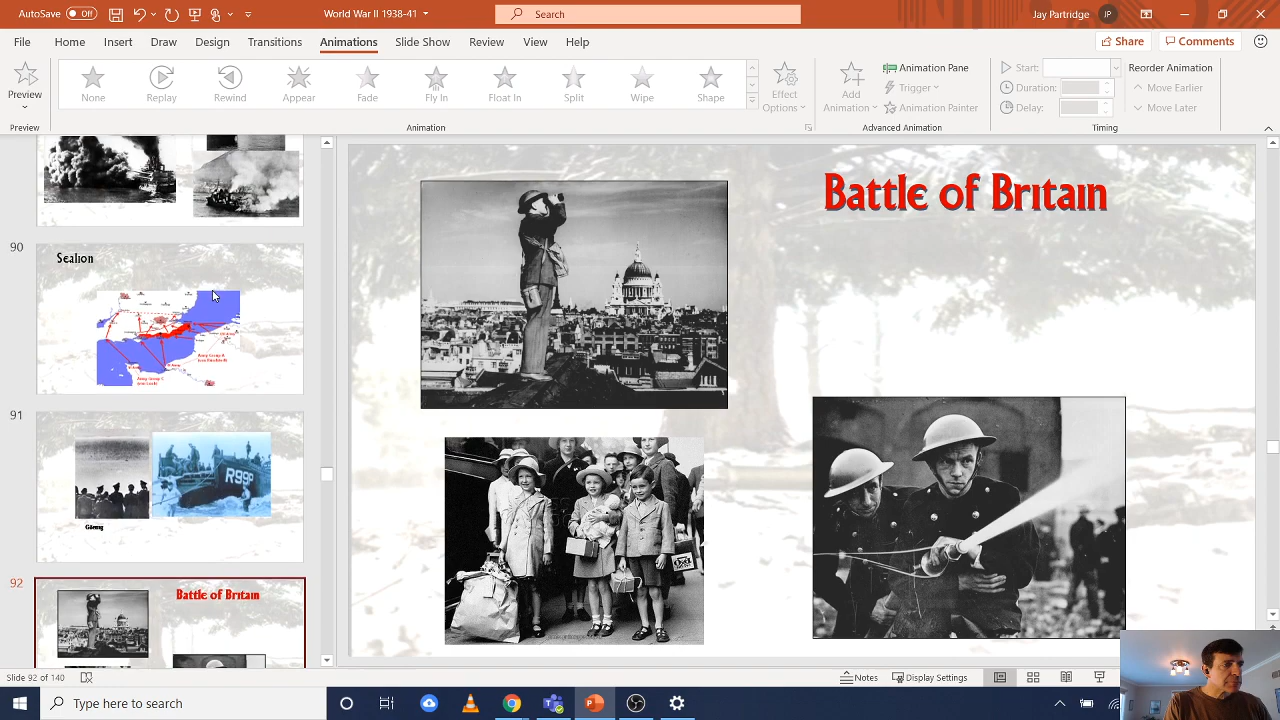 AutoSave Off World War II 1938-41 Search Jay Partridge JP
File Home Insert Draw Design Transitions Animations Slide Show Review View Help Share Comments
Preview
None Replay Rewind Appear Fade Fly In Float In Split Wipe Shape
Effect Options
Add Animation
Animation Pane
Trigger
Animation Painter
Start:
Duration:
Delay:
Reorder Animation
Move Earlier
Move Later
Preview Animation Advanced Animation Timing
90
Sealion
91
R99P
Göring
92
Battle of Britain
Battle of Britain
Slide 92 of 140 Notes Display Settings
Type here to search